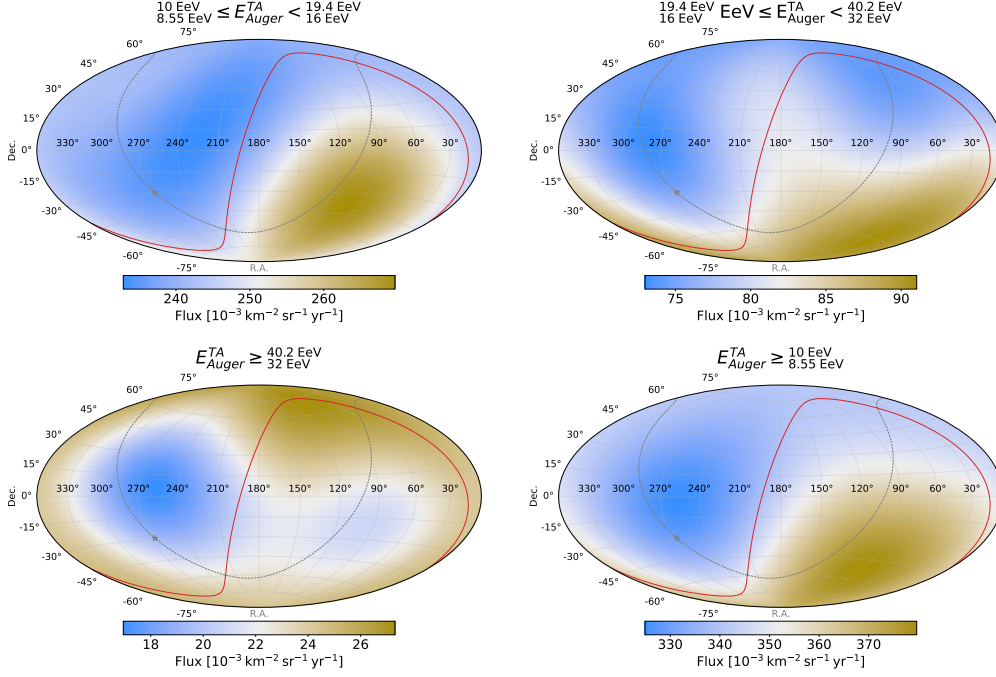 10 EeV
8.55 EeV ≤ E^{TA}_{Auger} < 19.4 EeV
16 EeV
75°
60°
45°
30°
15°
0°
-15°
-30°
-45°
-60°
-75°
Dec.
330° 300° 270° 240° 210° 180° 150° 120° 90° 60° 30°
R.A.
240 250 260
Flux [10⁻³ km⁻² sr⁻¹ yr⁻¹]
19.4 EeV
16 EeV EeV ≤ E^{TA}_{Auger} < 40.2 EeV
32 EeV
75°
60°
45°
30°
15°
0°
-15°
-30°
-45°
-60°
-75°
Dec.
330° 300° 270° 240° 210° 180° 150° 120° 90° 60° 30°
R.A.
75 80 85 90
Flux [10⁻³ km⁻² sr⁻¹ yr⁻¹]
E^{TA}_{Auger} ≥ 40.2 EeV
32 EeV
75°
60°
45°
30°
15°
0°
-15°
-30°
-45°
-60°
-75°
Dec.
330° 300° 270° 240° 210° 180° 150° 120° 90° 60° 30°
R.A.
18 20 22 24 26
Flux [10⁻³ km⁻² sr⁻¹ yr⁻¹]
E^{TA}_{Auger} ≥ 10 EeV
8.55 EeV
75°
60°
45°
30°
15°
0°
-15°
-30°
-45°
-60°
-75°
Dec.
330° 300° 270° 240° 210° 180° 150° 120° 90° 60° 30°
R.A.
330 340 350 360 370
Flux [10⁻³ km⁻² sr⁻¹ yr⁻¹]